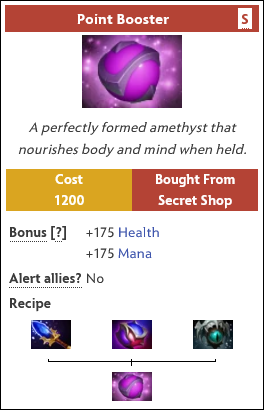 Point Booster S
A perfectly formed amethyst that
nourishes body and mind when held.
Cost Bought From
1200 Secret Shop
Bonus [?] +175 Health
+175 Mana
Alert allies? No
Recipe